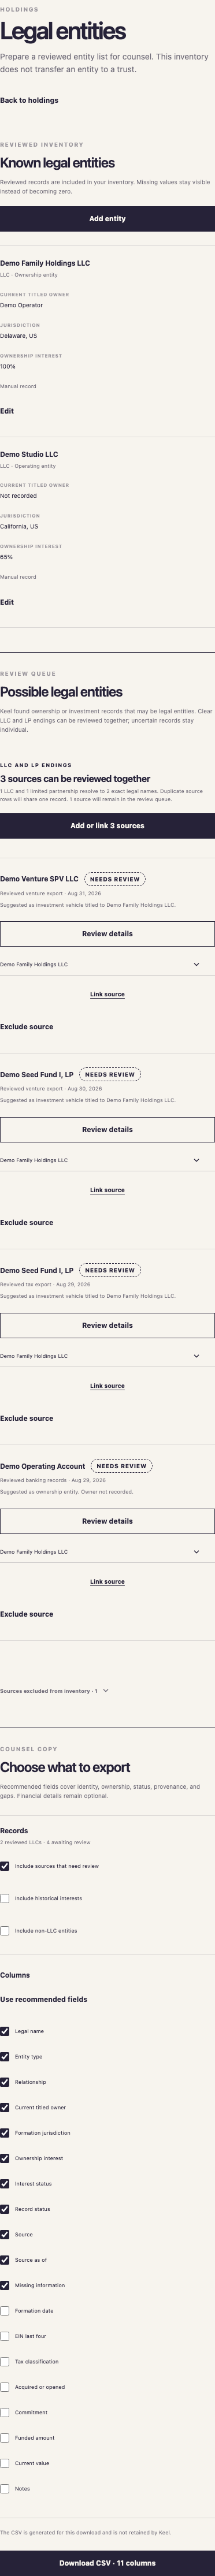 HOLDINGS
Legal entities
Prepare a reviewed entity list for counsel. This inventory
does not transfer an entity to a trust.
Back to holdings
REVIEWED INVENTORY
Known legal entities
Reviewed records are included in your inventory. Missing values stay visible
instead of becoming zero.
Add entity
Demo Family Holdings LLC
LLC · Ownership entity
CURRENT TITLED OWNER
Demo Operator
JURISDICTION
Delaware, US
OWNERSHIP INTEREST
100%
Manual record
Edit
Demo Studio LLC
LLC · Operating entity
CURRENT TITLED OWNER
Not recorded
JURISDICTION
California, US
OWNERSHIP INTEREST
65%
Manual record
Edit
REVIEW QUEUE
Possible legal entities
Keel found ownership or investment records that may be legal entities. Clear
LLC and LP endings can be reviewed together; uncertain records stay
individual.
LLC AND LP ENDINGS
3 sources can be reviewed together
1 LLC and 1 limited partnership resolve to 2 exact legal names. Duplicate source
rows will share one record. 1 source will remain in the review queue.
Add or link 3 sources
Demo Venture SPV LLC NEEDS REVIEW
Reviewed venture export · Aug 31, 2026
Suggested as investment vehicle titled to Demo Family Holdings LLC.
Review details
Demo Family Holdings LLC
Link source
Exclude source
Demo Seed Fund I, LP NEEDS REVIEW
Reviewed venture export · Aug 30, 2026
Suggested as investment vehicle titled to Demo Family Holdings LLC.
Review details
Demo Family Holdings LLC
Link source
Exclude source
Demo Seed Fund I, LP NEEDS REVIEW
Reviewed tax export · Aug 29, 2026
Suggested as investment vehicle titled to Demo Family Holdings LLC.
Review details
Demo Family Holdings LLC
Link source
Exclude source
Demo Operating Account NEEDS REVIEW
Reviewed banking records · Aug 29, 2026
Suggested as ownership entity. Owner not recorded.
Review details
Demo Family Holdings LLC
Link source
Exclude source
Sources excluded from inventory · 1
COUNSEL COPY
Choose what to export
Recommended fields cover identity, ownership, status, provenance, and
gaps. Financial details remain optional.
Records
2 reviewed LLCs · 4 awaiting review
Include sources that need review
Include historical interests
Include non-LLC entities
Columns
Use recommended fields
Legal name
Entity type
Relationship
Current titled owner
Formation jurisdiction
Ownership interest
Interest status
Record status
Source
Source as of
Missing information
Formation date
EIN last four
Tax classification
Acquired or opened
Commitment
Funded amount
Current value
Notes
The CSV is generated for this download and is not retained by Keel.
Download CSV · 11 columns